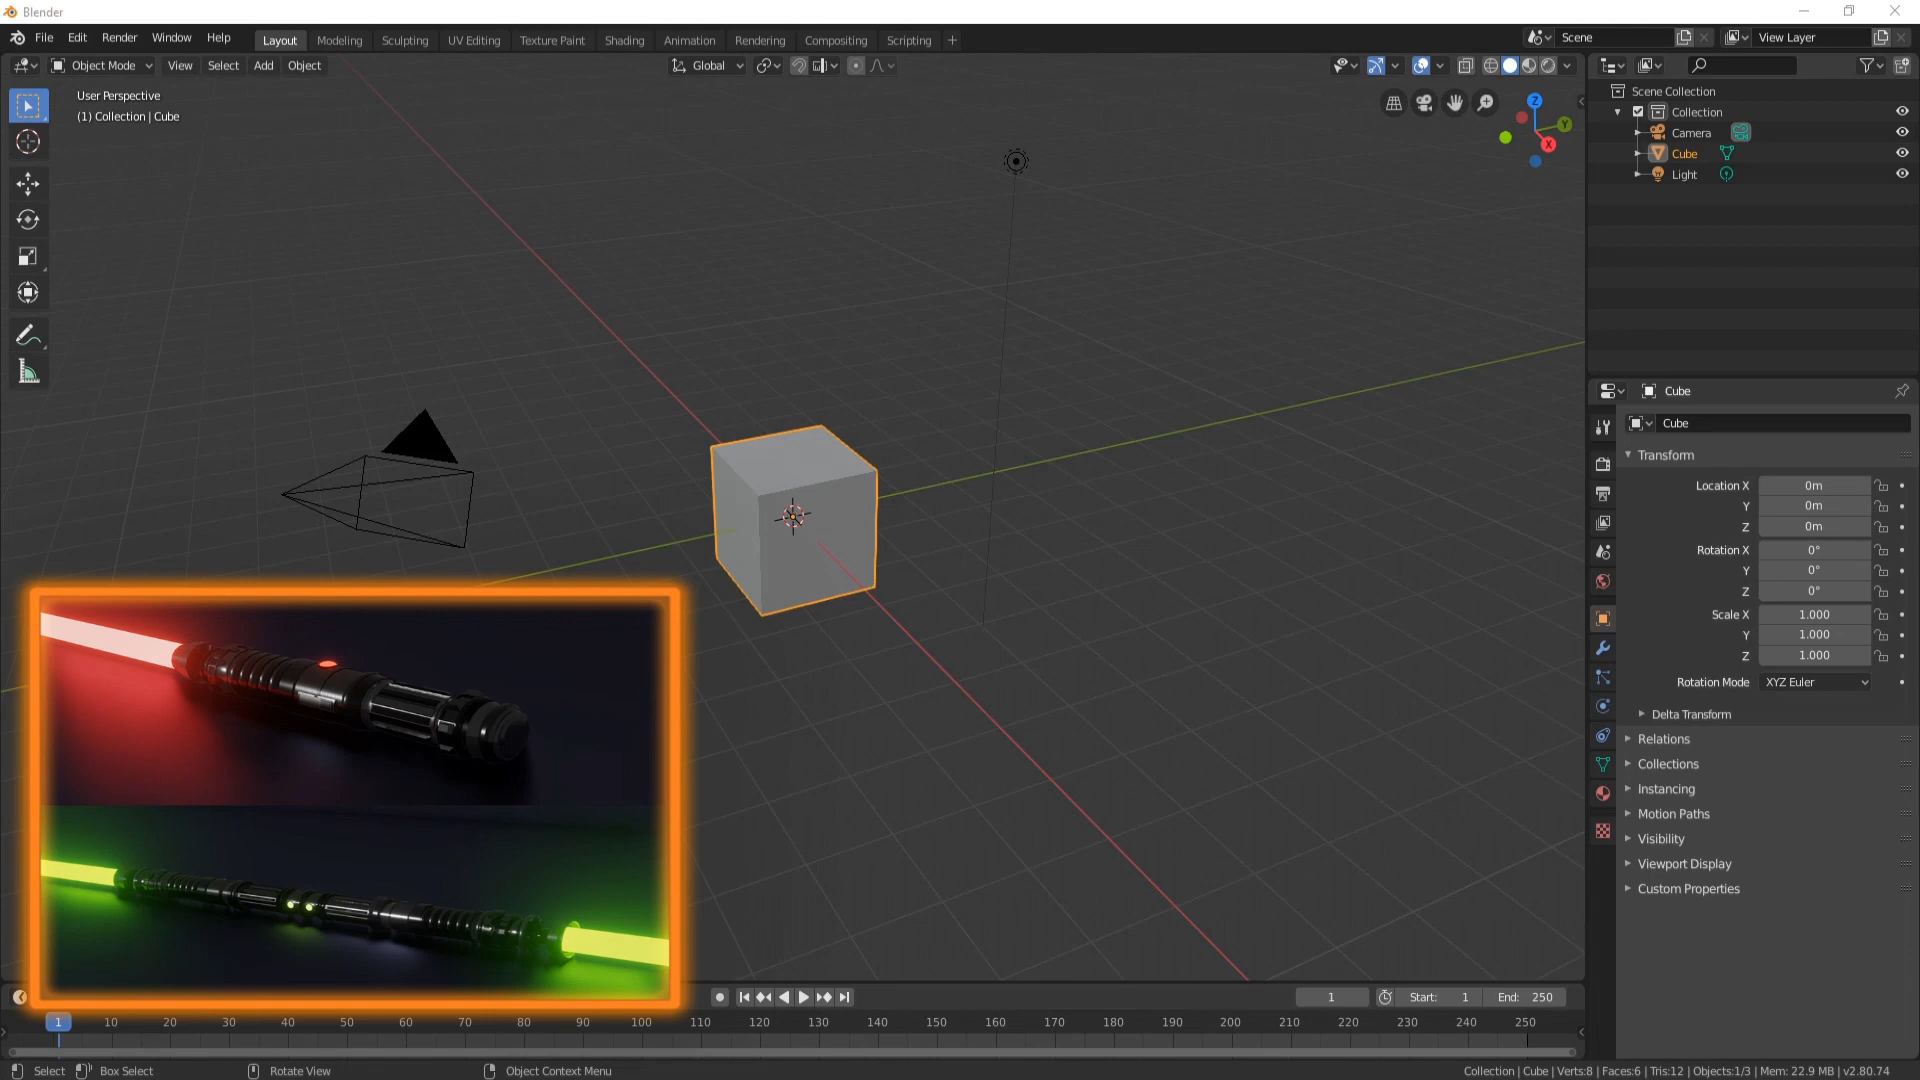 Blender
File Edit Render Window Help Layout Modeling Sculpting UV Editing Texture Paint Shading Animation Rendering Compositing Scripting + Scene View Layer
Object Mode View Select Add Object Global
User Perspective
(1) Collection | Cube
Z
Y
X
Scene Collection
Collection
Camera
Cube
Light
Cube
Cube
Transform
Location X 0m
Y 0m
Z 0m
Rotation X 0°
Y 0°
Z 0°
Scale X 1.000
Y 1.000
Z 1.000
Rotation Mode XYZ Euler
Delta Transform
Relations
Collections
Instancing
Motion Paths
Visibility
Viewport Display
Custom Properties
1 Start: 1 End: 250
1 10 20 30 40 50 60 70 80 90 100 110 120 130 140 150 160 170 180 190 200 210 220 230 240 250
Select Box Select Rotate View Object Context Menu Collection | Cube | Verts:8 | Faces:6 | Tris:12 | Objects:1/3 | Mem: 22.9 MB | v2.80.74